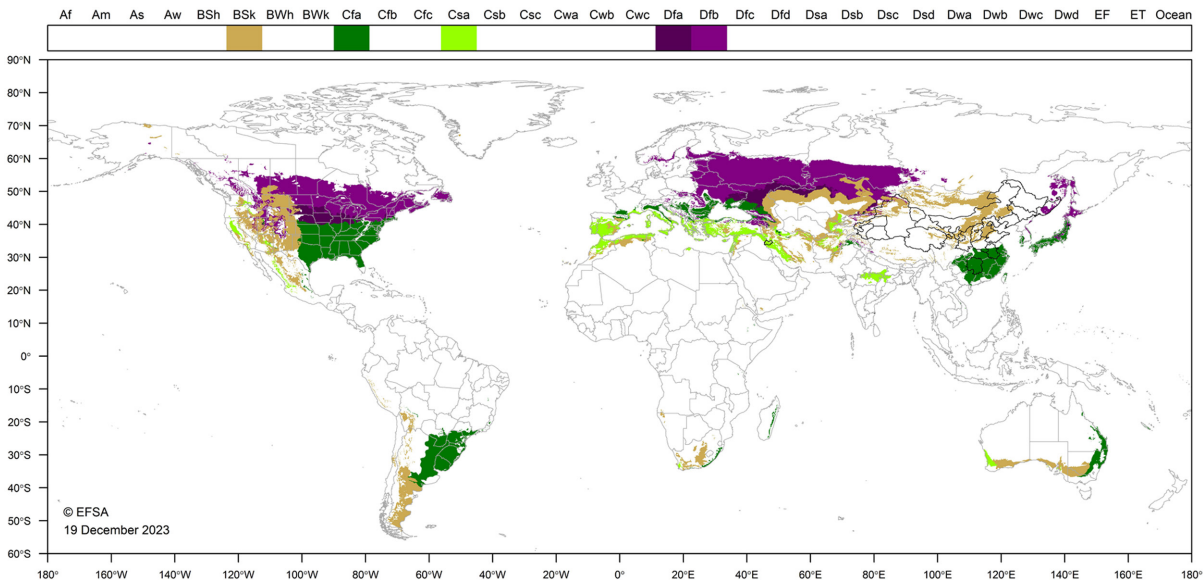 Af Am As Aw BSh BSk BWh BWk Cfa Cfb Cfc Csa Csb Csc Cwa Cwb Cwc Dfa Dfb Dfc Dfd Dsa Dsb Dsc Dsd Dwa Dwb Dwc Dwd EF ET Ocean
90°N
80°N
70°N
60°N
50°N
40°N
30°N
20°N
10°N
0°
10°S
20°S
30°S
40°S
50°S
60°S
© EFSA
19 December 2023
180° 160°W 140°W 120°W 100°W 80°W 60°W 40°W 20°W 0° 20°E 40°E 60°E 80°E 100°E 120°E 140°E 160°E 180°